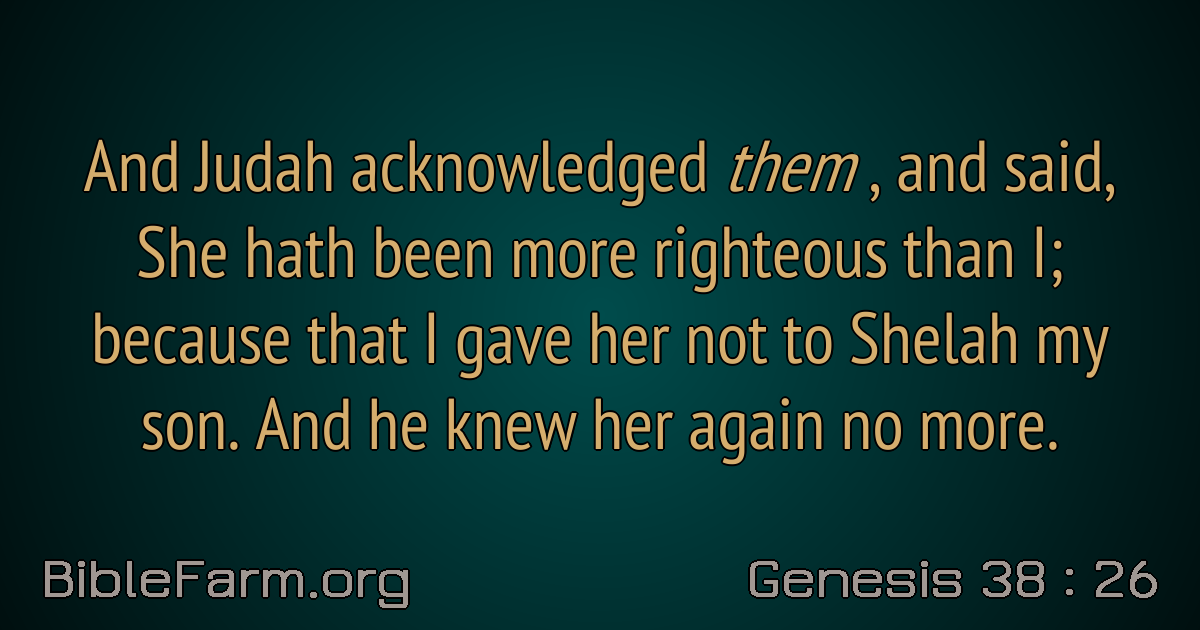 And Judah acknowledged them , and said,
She hath been more righteous than I;
because that I gave her not to Shelah my
son. And he knew her again no more.
BibleFarm.org
Genesis 38 : 26